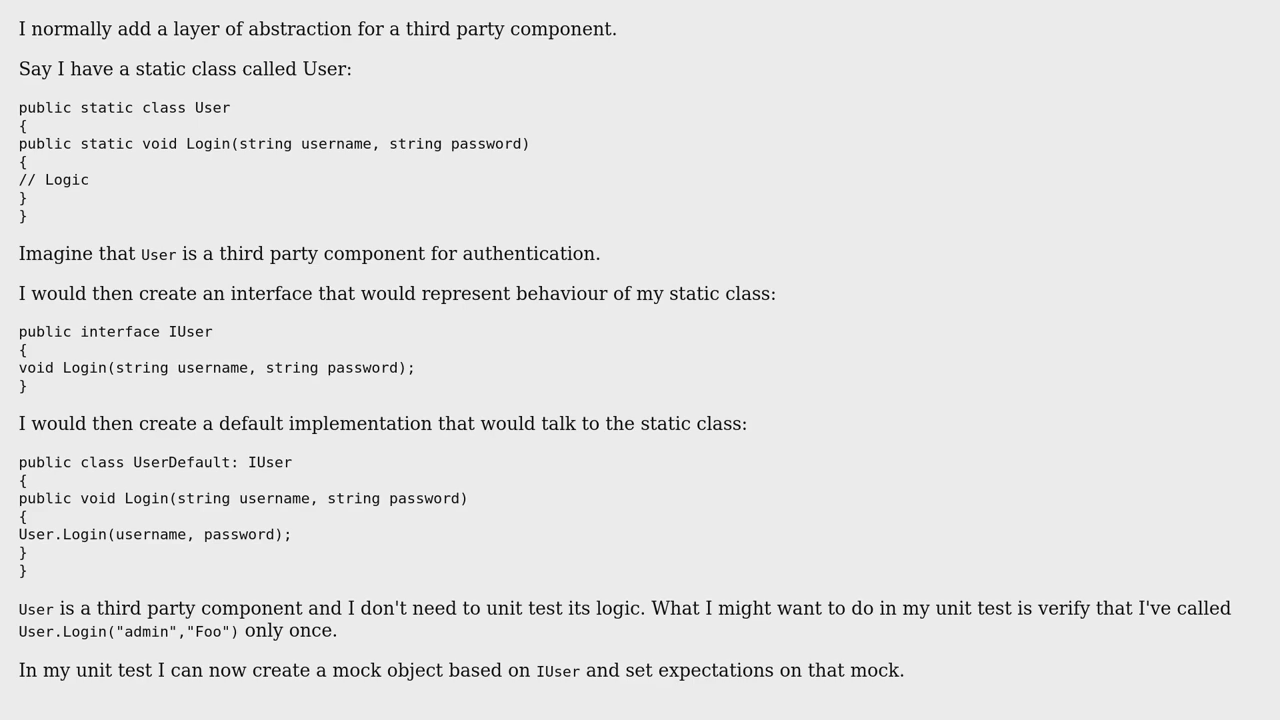 I normally add a layer of abstraction for a third party component.
Say I have a static class called User:
public static class User
{
public static void Login(string username, string password)
{
// Logic
}
}
Imagine that User is a third party component for authentication.
I would then create an interface that would represent behaviour of my static class:
public interface IUser
{
void Login(string username, string password);
}
I would then create a default implementation that would talk to the static class:
public class UserDefault: IUser
{
public void Login(string username, string password)
{
User.Login(username, password);
}
}
User is a third party component and I don't need to unit test its logic. What I might want to do in my unit test is verify that I've called
User.Login("admin","Foo") only once.
In my unit test I can now create a mock object based on IUser and set expectations on that mock.